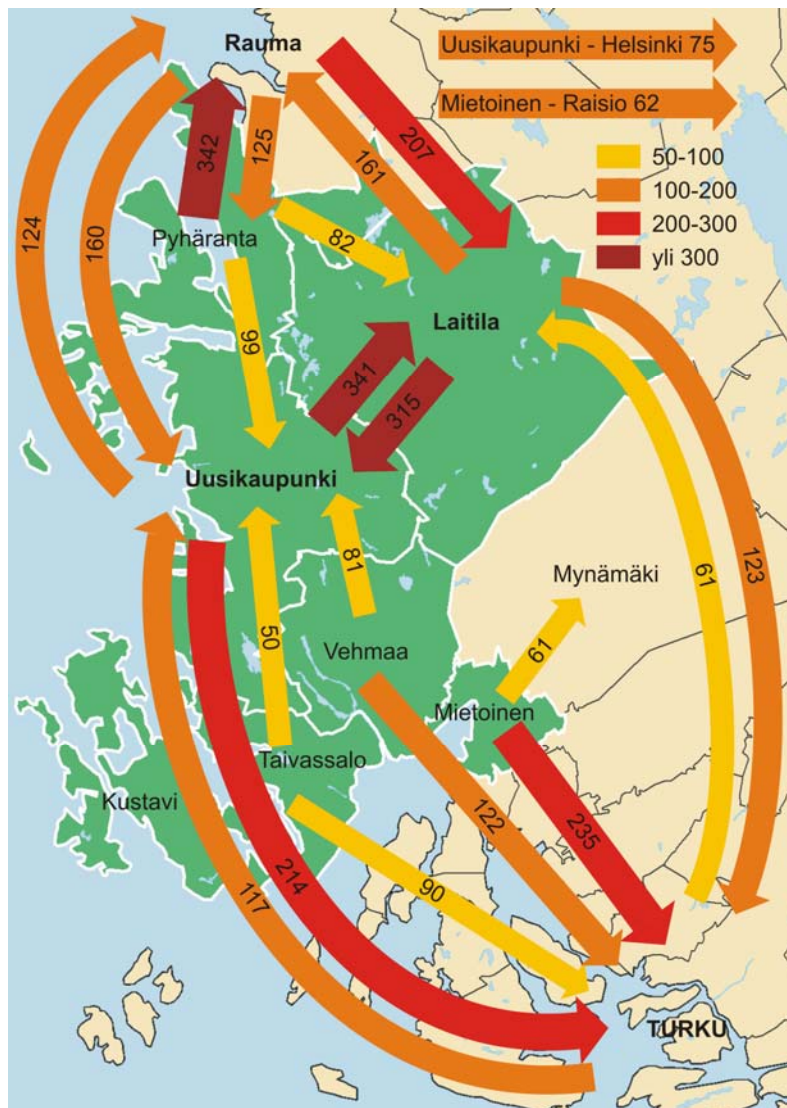 Rauma
Uusikaupunki - Helsinki 75
Mietoinen - Raisio 62
50-100
100-200
200-300
yli 300
207
125
342
161
124
160
Pyhäranta
82
Laitila
99
341
315
Uusikaupunki
81
61
123
Mynämäki
50
Vehmaa
61
Mietoinen
Taivassalo
Kustavi
122
235
214
90
117
TURKU